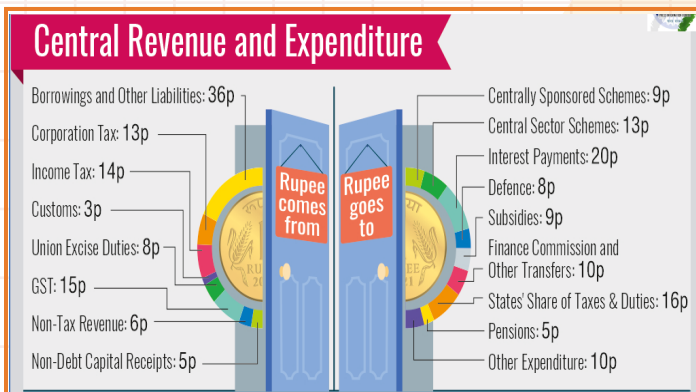 Central Revenue and Expenditure
Borrowings and Other Liabilities: 36p
Corporation Tax: 13p
Income Tax: 14p
Customs: 3p
Union Excise Duties: 8p
GST: 15p
Non-Tax Revenue: 6p
Non-Debt Capital Receipts: 5p
Rupee
comes
from
Rupee
goes
to
Centrally Sponsored Schemes: 9p
Central Sector Schemes: 13p
Interest Payments: 20p
Defence: 8p
Subsidies: 9p
Finance Commission and
Other Transfers: 10p
States' Share of Taxes & Duties: 16p
Pensions: 5p
Other Expenditure: 10p